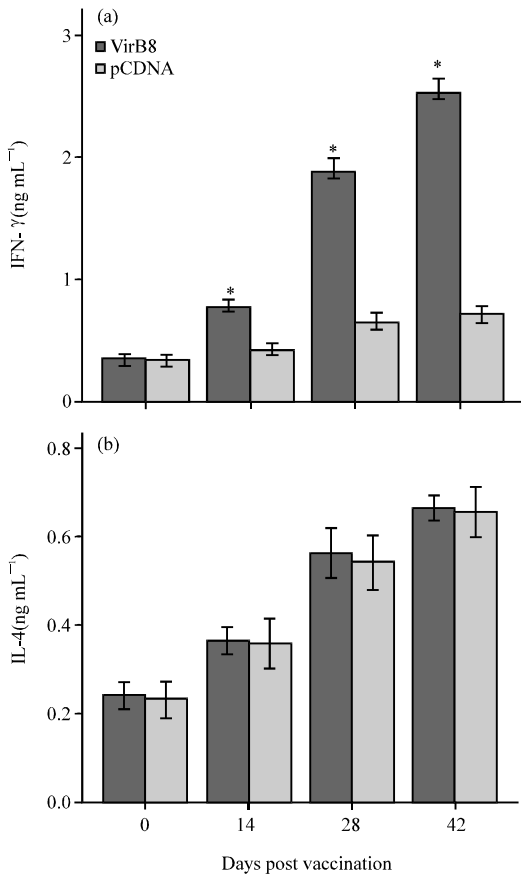 (a)
VirB8
pCDNA
3
2
1
0
IFN- γ(ng mL⁻¹)
*
*
*
(b)
0.8
0.6
0.4
0.2
0.0
IL-4(ng mL⁻¹)
0 14 28 42
Days post vaccination